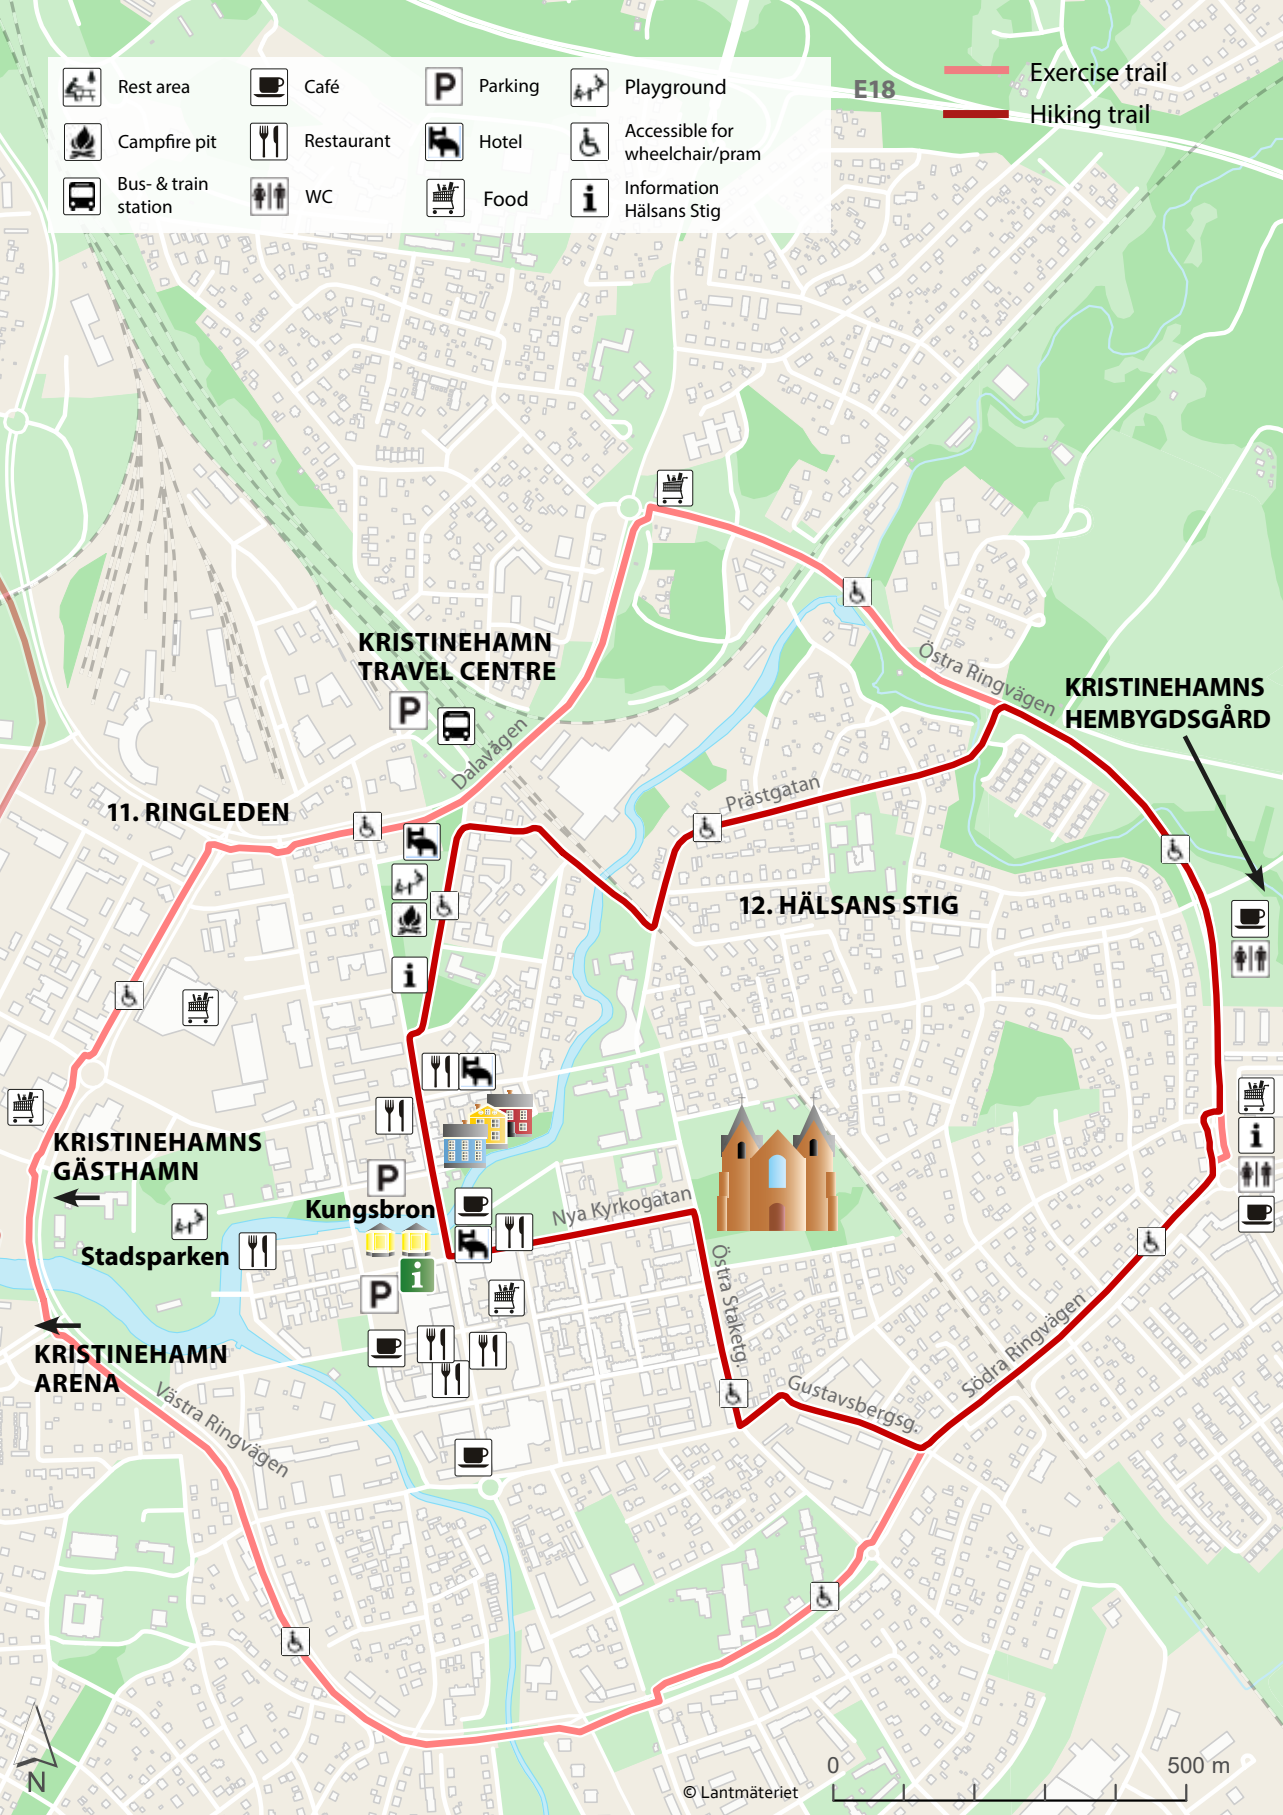 Rest area
Café
Parking
Playground
Campfire pit
Restaurant
Hotel
Accessible for
wheelchair/pram
Bus- & train
station
WC
Food
Information
Hälsans Stig
E18
Exercise trail
Hiking trail
KRISTINEHAMN
TRAVEL CENTRE
P
Dalavägen
Östra Ringvägen
KRISTINEHAMNS
HEMBYGDSGÅRD
Prästgatan
11. RINGLEDEN
12. HÄLSANS STIG
KRISTINEHAMNS
GÄSTHAMN
P
Kungsbron
Nya Kyrkogatan
Stadsparken
P
Östra Staketg.
Södra Ringvägen
KRISTINEHAMN
ARENA
Västra Ringvägen
Gustavsbergsg.
N
© Lantmäteriet
0
500 m